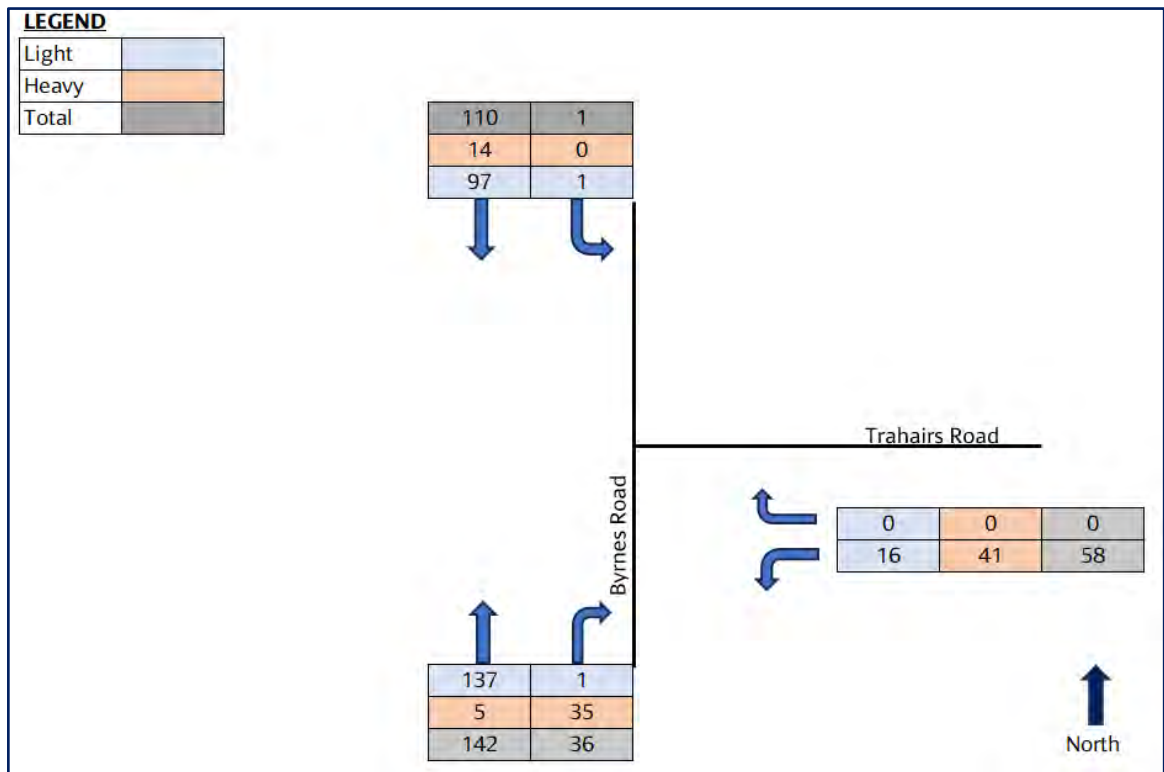 LEGEND
Light
Heavy
Total
110 1
14 0
97 1
Trahairs Road
Byrnes Road
0 0 0
16 41 58
137 1
5 35
142 36
North